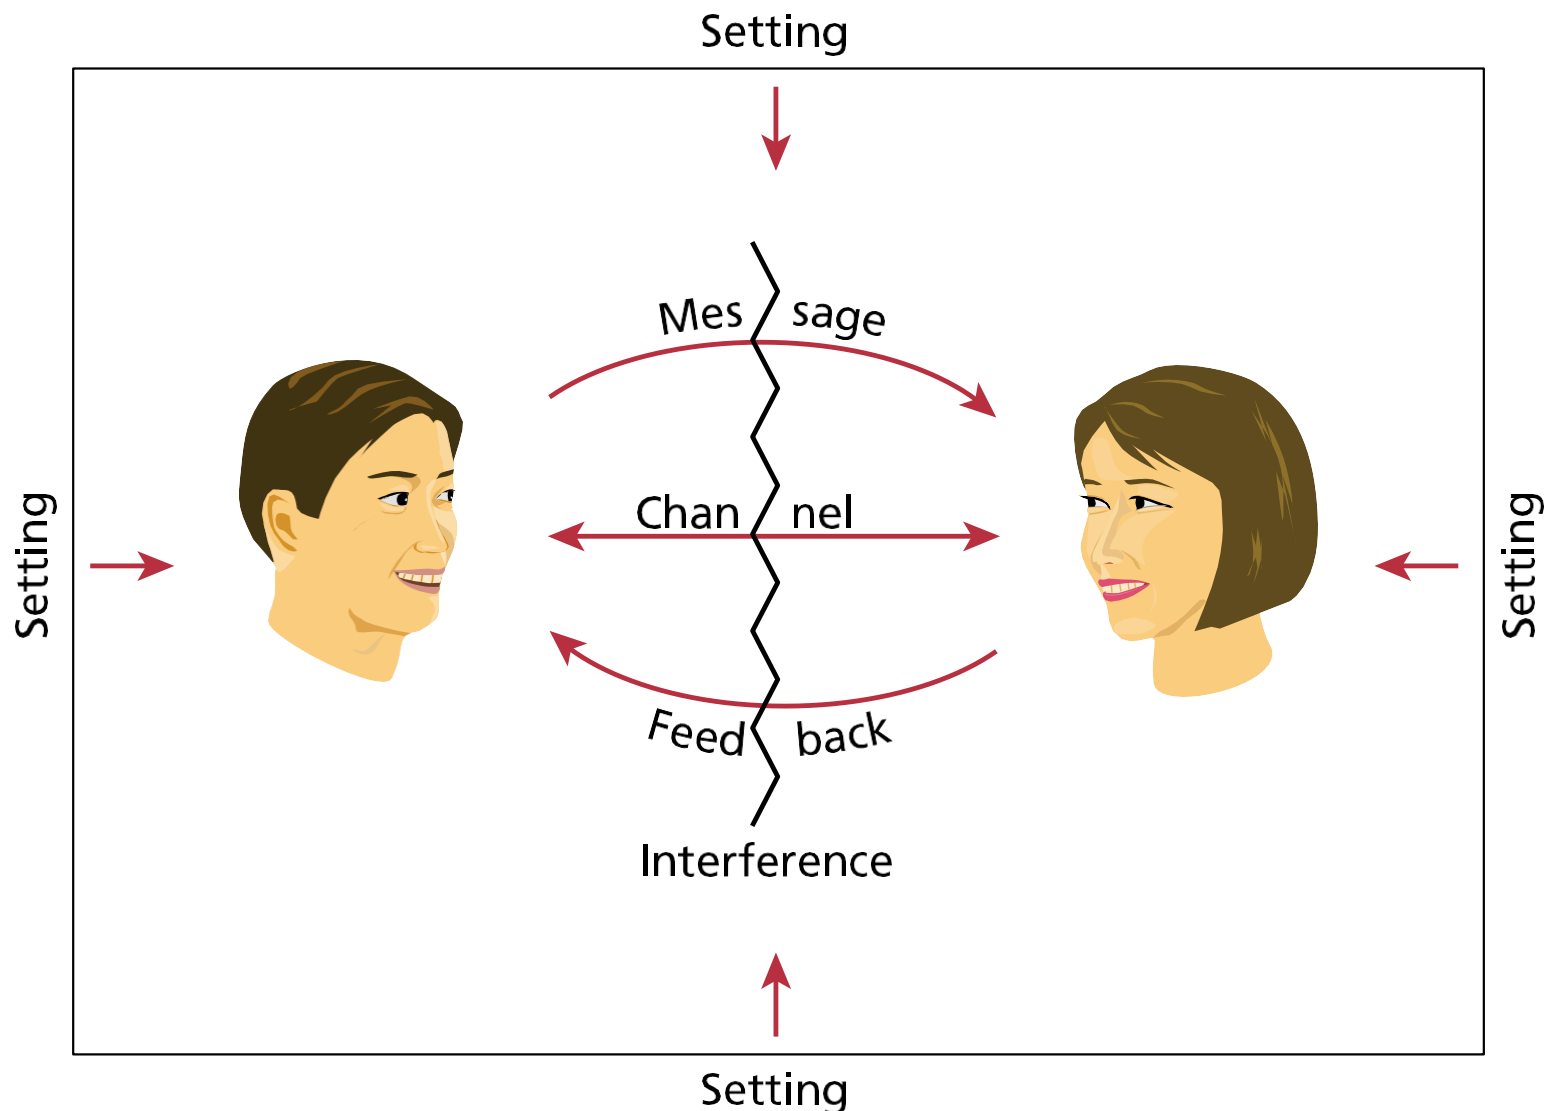 Setting
Mes sage
Chan nel
Setting
Setting
Feed back
Interference
Setting